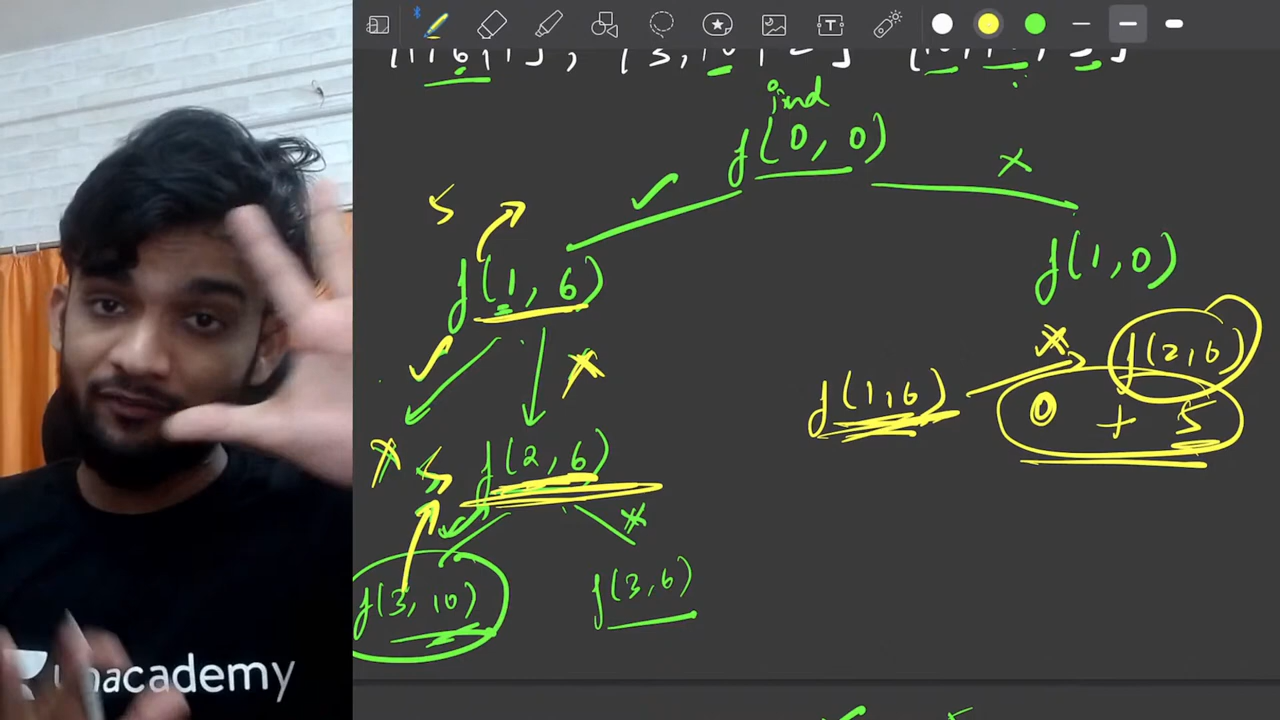 ind
f(0, 0)
✓ x
5
f(1, 6) f(1, 0)
✓ x x f(2, 6)
f(1, 6) 0 + 5
x 5 f(2, 6)
✓ x
f(3, 10) f(3, 6)
unacademy